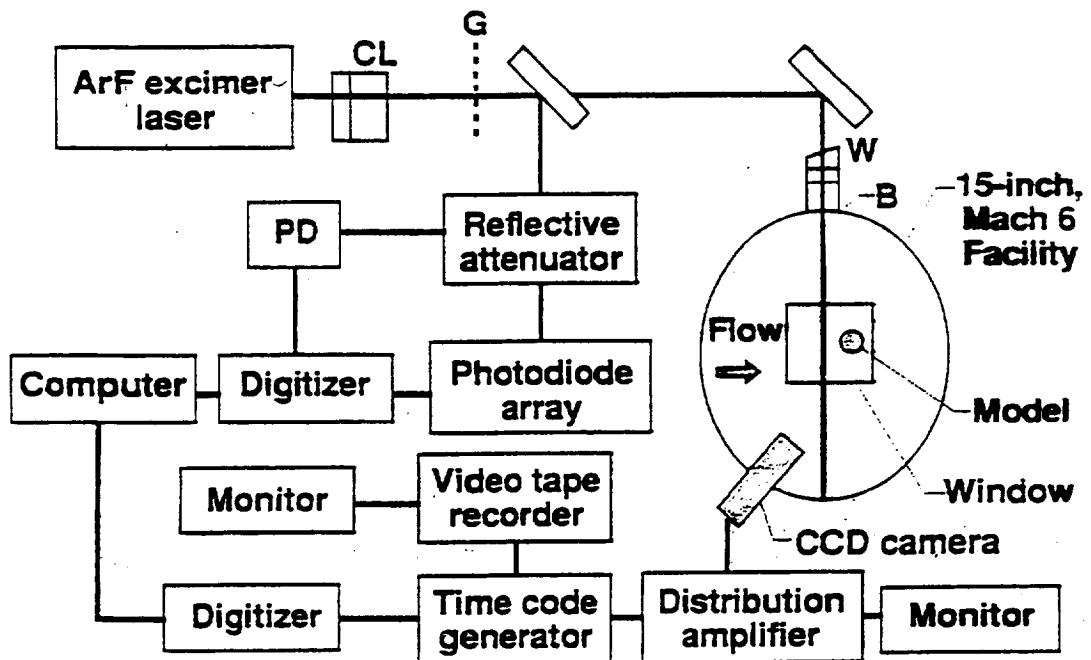 G
CL
ArF excimer
laser
W
B
15-inch,
Mach 6
Facility
PD
Reflective
attenuator
Flow
Computer
Digitizer
Photodiode
array
Model
Monitor
Video tape
recorder
Window
CCD camera
Digitizer
Time code
generator
Distribution
amplifier
Monitor